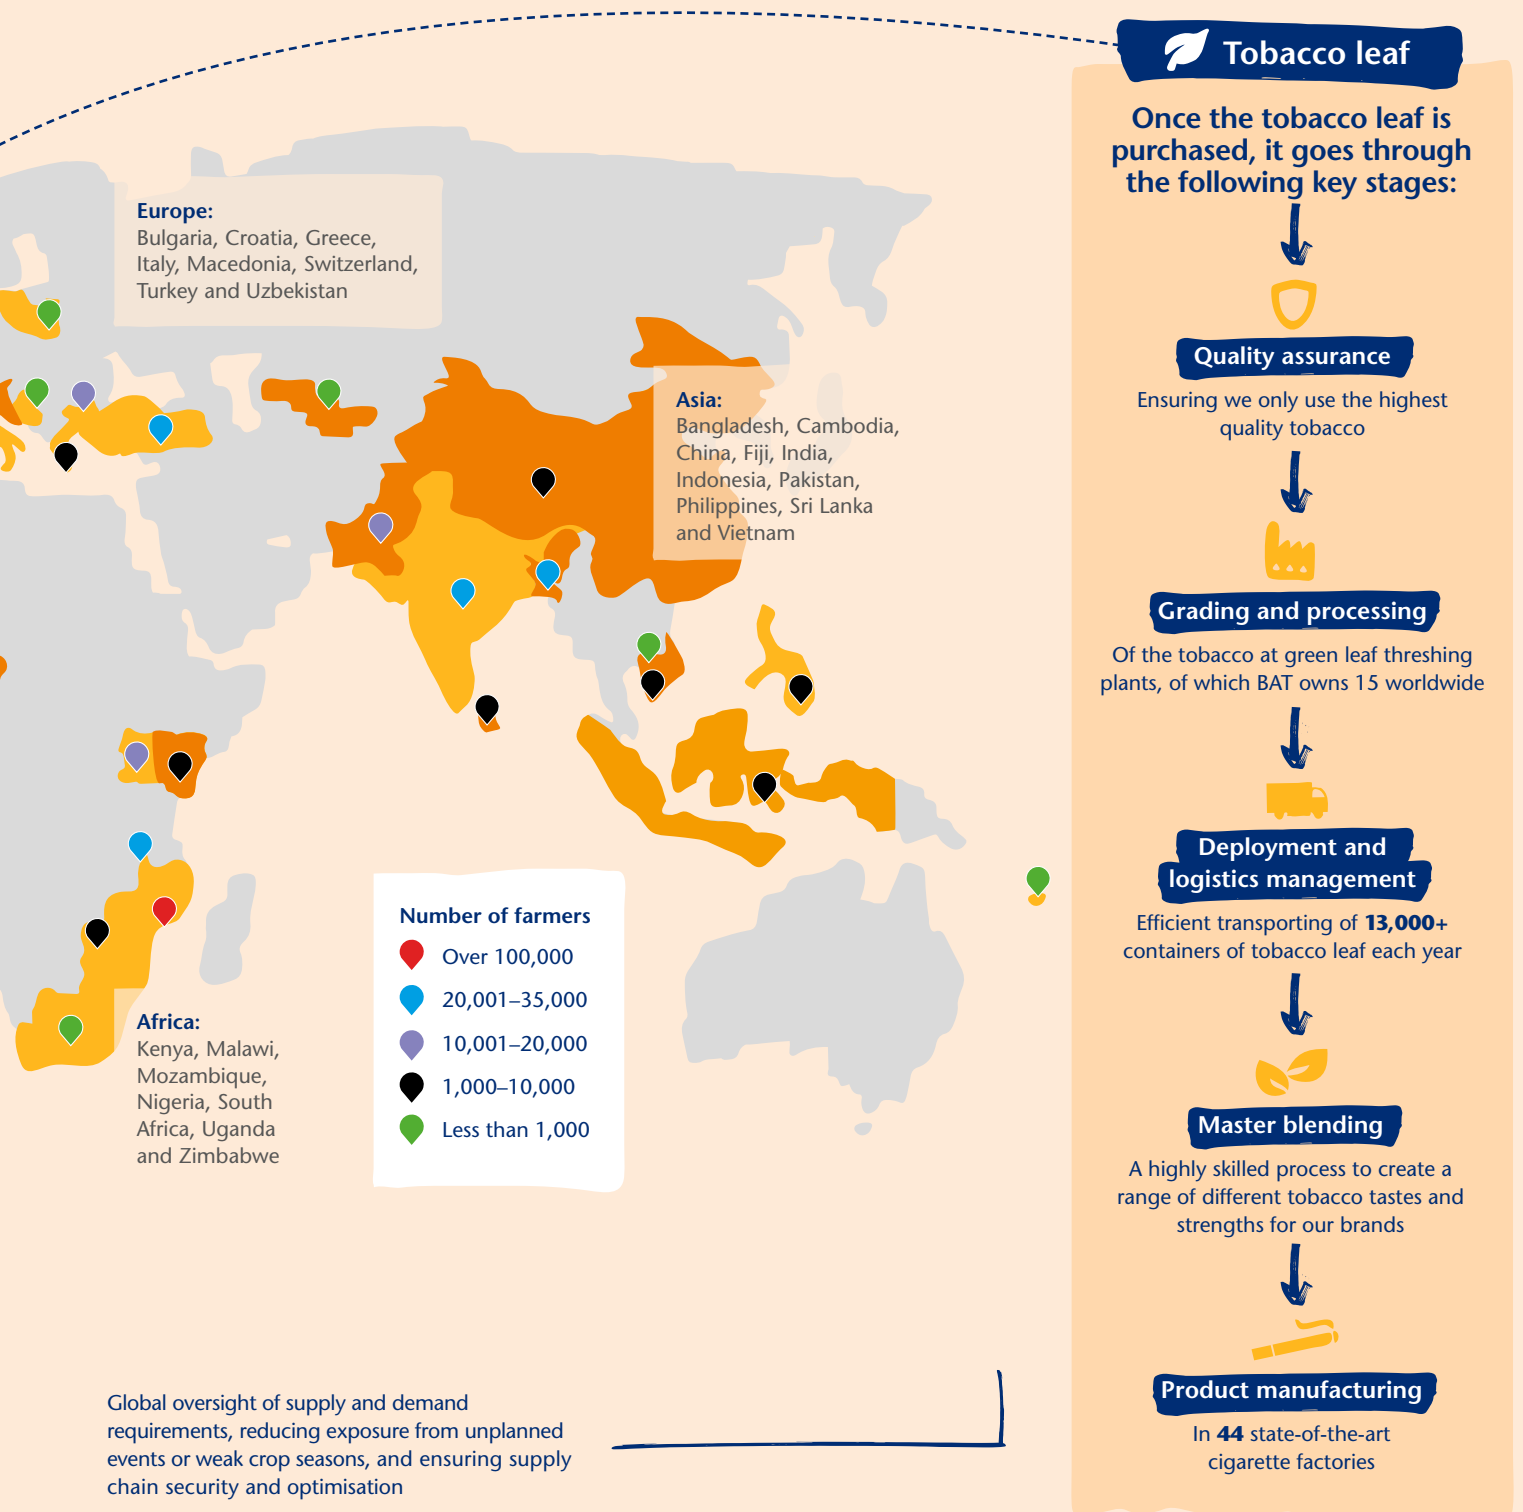 Europe:
Bulgaria, Croatia, Greece,
Italy, Macedonia, Switzerland,
Turkey and Uzbekistan
Asia:
Bangladesh, Cambodia,
China, Fiji, India,
Indonesia, Pakistan,
Philippines, Sri Lanka
and Vietnam
Africa:
Kenya, Malawi,
Mozambique,
Nigeria, South
Africa, Uganda
and Zimbabwe
Number of farmers
Over 100,000
20,001–35,000
10,001–20,000
1,000–10,000
Less than 1,000
Global oversight of supply and demand
requirements, reducing exposure from unplanned
events or weak crop seasons, and ensuring supply
chain security and optimisation
Tobacco leaf
Once the tobacco leaf is
purchased, it goes through
the following key stages:
Quality assurance
Ensuring we only use the highest
quality tobacco
Grading and processing
Of the tobacco at green leaf threshing
plants, of which BAT owns 15 worldwide
Deployment and
logistics management
Efficient transporting of 13,000+
containers of tobacco leaf each year
Master blending
A highly skilled process to create a
range of different tobacco tastes and
strengths for our brands
Product manufacturing
In 44 state-of-the-art
cigarette factories